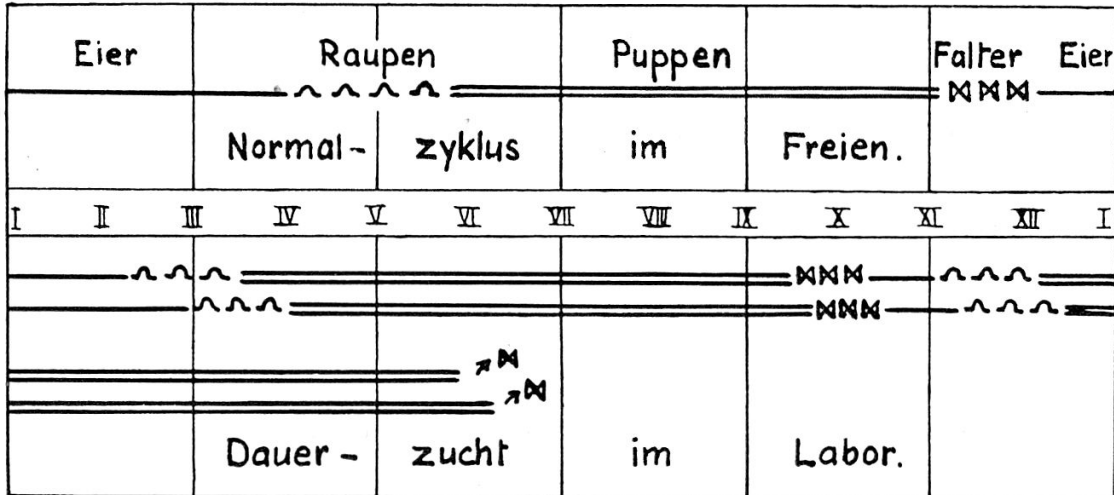 Eier Raupen Puppen Falter Eier
Normal- zyklus im Freien.
I II III IV V VI VII VIII IX X XI XII I
Dauer- zucht im Labor.